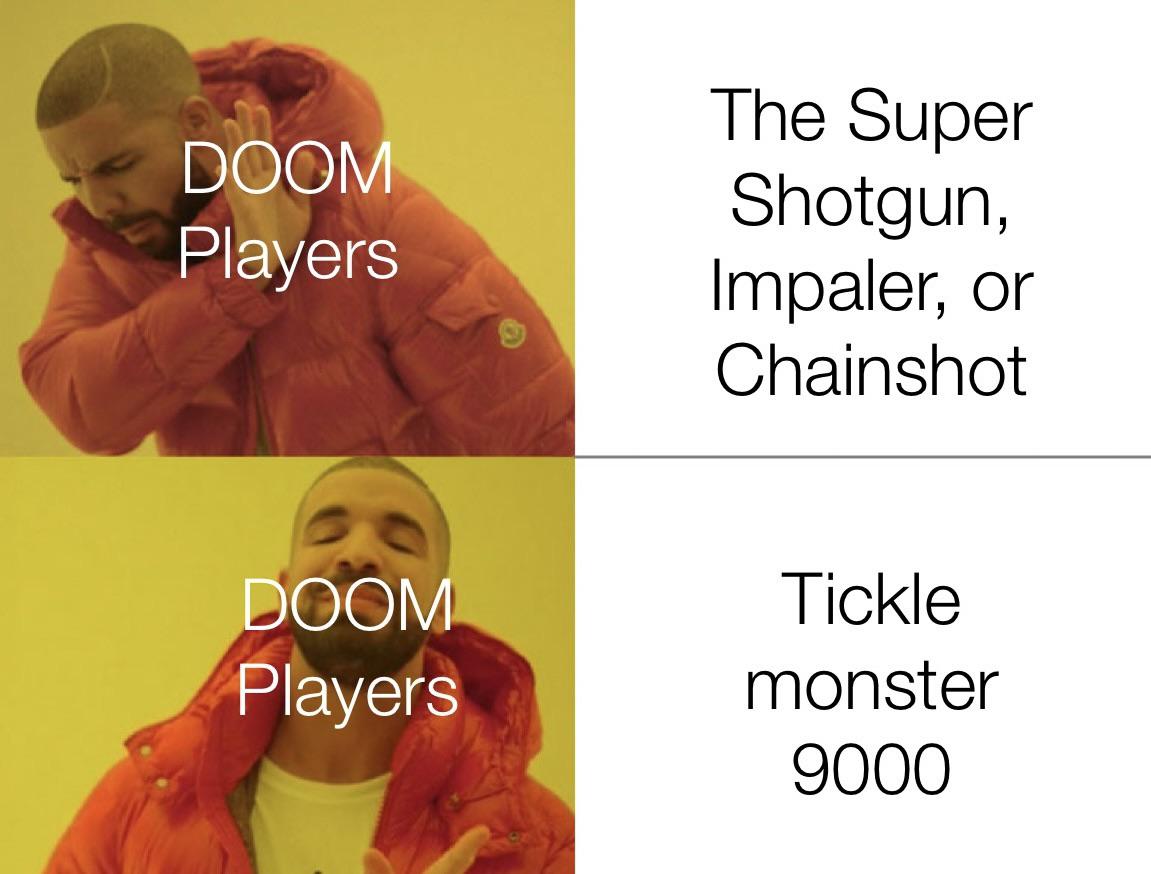 DOOM
Players
The Super
Shotgun,
Impaler, or
Chainshot
DOOM
Players
Tickle
monster
9000